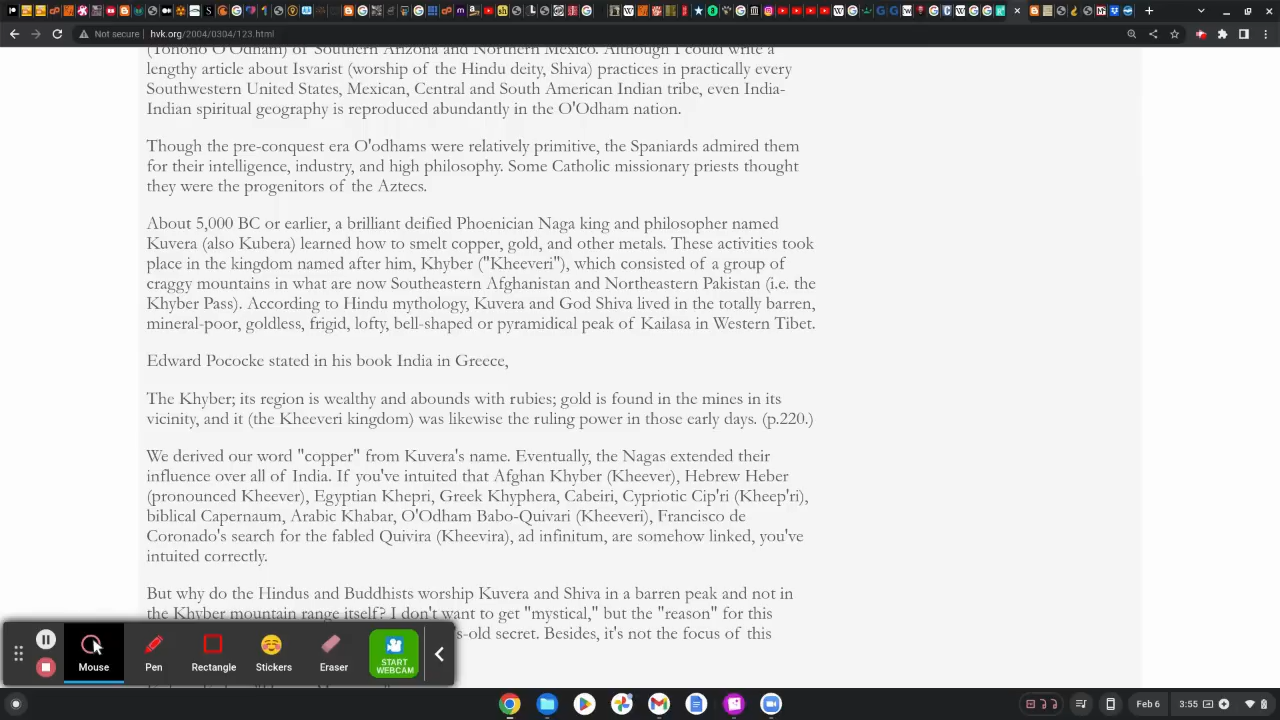 Not secure
hvk.org/2004/0304/123.html
(Tohono O'Odham) of Southern Arizona and Northern Mexico. Although I could write a
lengthy article about Isvarist (worship of the Hindu deity, Shiva) practices in practically every
Southwestern United States, Mexican, Central and South American Indian tribe, even India-
Indian spiritual geography is reproduced abundantly in the O'Odham nation.
Though the pre-conquest era O'odhams were relatively primitive, the Spaniards admired them
for their intelligence, industry, and high philosophy. Some Catholic missionary priests thought
they were the progenitors of the Aztecs.
About 5,000 BC or earlier, a brilliant deified Phoenician Naga king and philosopher named
Kuvera (also Kubera) learned how to smelt copper, gold, and other metals. These activities took
place in the kingdom named after him, Khyber ("Kheeveri"), which consisted of a group of
craggy mountains in what are now Southeastern Afghanistan and Northeastern Pakistan (i.e. the
Khyber Pass). According to Hindu mythology, Kuvera and God Shiva lived in the totally barren,
mineral-poor, goldless, frigid, lofty, bell-shaped or pyramidical peak of Kailasa in Western Tibet.
Edward Pococke stated in his book India in Greece,
The Khyber; its region is wealthy and abounds with rubies; gold is found in the mines in its
vicinity, and it (the Kheeveri kingdom) was likewise the ruling power in those early days. (p.220.)
We derived our word "copper" from Kuvera's name. Eventually, the Nagas extended their
influence over all of India. If you've intuited that Afghan Khyber (Kheever), Hebrew Heber
(pronounced Kheever), Egyptian Khepri, Greek Khyphera, Cabeiri, Cypriotic Cip'ri (Kheep'ri),
biblical Capernaum, Arabic Khabar, O'Odham Babo-Quivari (Kheeveri), Francisco de
Coronado's search for the fabled Quivira (Kheevira), ad infinitum, are somehow linked, you've
intuited correctly.
But why do the Hindus and Buddhists worship Kuvera and Shiva in a barren peak and not in
the Khyber mountain range itself? I don't want to get "mystical," but the "reason" for this
s-old secret. Besides, it's not the focus of this
Mouse
Pen
Rectangle
Stickers
Eraser
START
WEBCAM
Feb 6
3:55